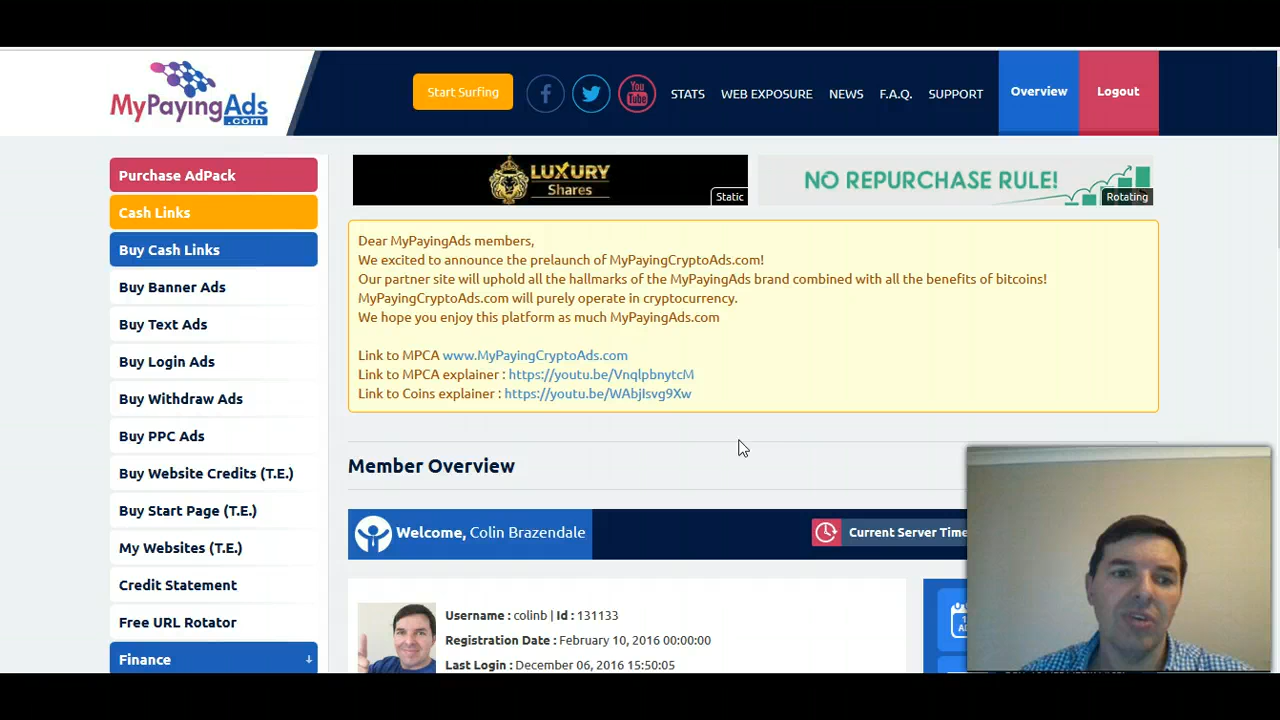 MyPayingAds
.com
Start Surfing
You
Tube
STATS
WEB EXPOSURE
NEWS
F.A.Q.
SUPPORT
Overview
Logout
Purchase AdPack
Cash Links
Buy Cash Links
Buy Banner Ads
Buy Text Ads
Buy Login Ads
Buy Withdraw Ads
Buy PPC Ads
Buy Website Credits (T.E.)
Buy Start Page (T.E.)
My Websites (T.E.)
Credit Statement
Free URL Rotator
Finance
LUXURY
Shares
Static
NO REPURCHASE RULE!
Rotating
Dear MyPayingAds members,
We excited to announce the prelaunch of MyPayingCryptoAds.com!
Our partner site will uphold all the hallmarks of the MyPayingAds brand combined with all the benefits of bitcoins!
MyPayingCryptoAds.com will purely operate in cryptocurrency.
We hope you enjoy this platform as much MyPayingAds.com
Link to MPCA www.MyPayingCryptoAds.com
Link to MPCA explainer : https://youtu.be/VnqlpbnytcM
Link to Coins explainer : https://youtu.be/WAbjIsvg9Xw
Member Overview
Welcome, Colin Brazendale
Current Server Time
Username : colinb | Id : 131133
Registration Date : February 10, 2016 00:00:00
Last Login : December 06, 2016 15:50:05